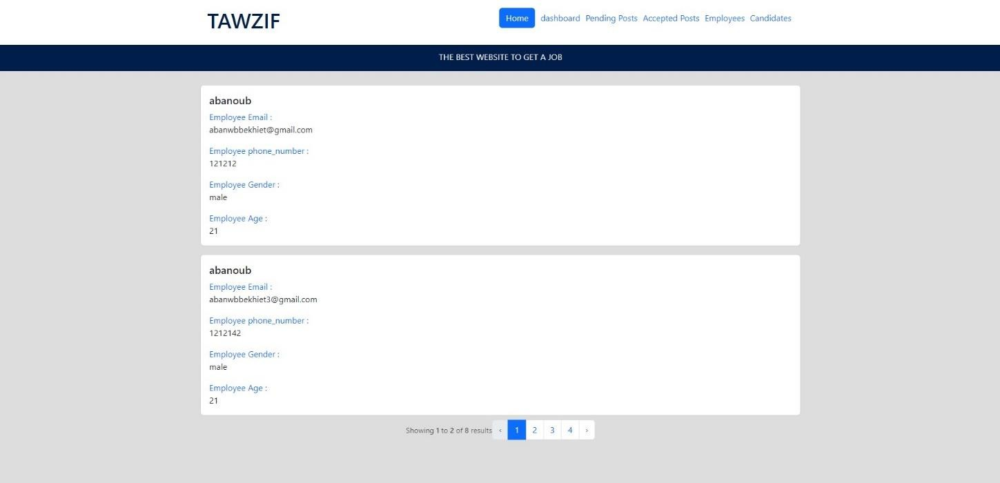 TAWZIF
Home dashboard Pending Posts Accepted Posts Employees Candidates
THE BEST WEBSITE TO GET A JOB
abanoub
Employee Email :
abanwbbekhiet@gmail.com
Employee phone_number :
121212
Employee Gender :
male
Employee Age :
21
abanoub
Employee Email :
abanwbbekhiet3@gmail.com
Employee phone_number :
1212142
Employee Gender :
male
Employee Age :
21
Showing 1 to 2 of 8 results ‹ 1 2 3 4 ›